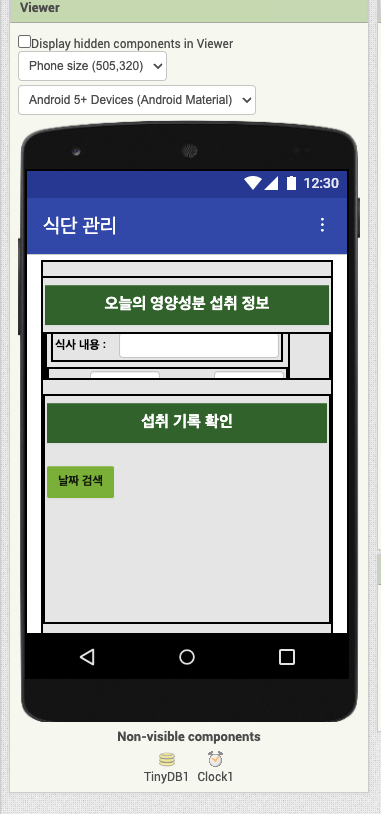 Viewer
Display hidden components in Viewer
Phone size (505,320)
Android 5+ Devices (Android Material)
12:30
식단 관리
오늘의 영양성분 섭취 정보
식사 내용 :
섭취 기록 확인
날짜 검색
Non-visible components
TinyDB1 Clock1